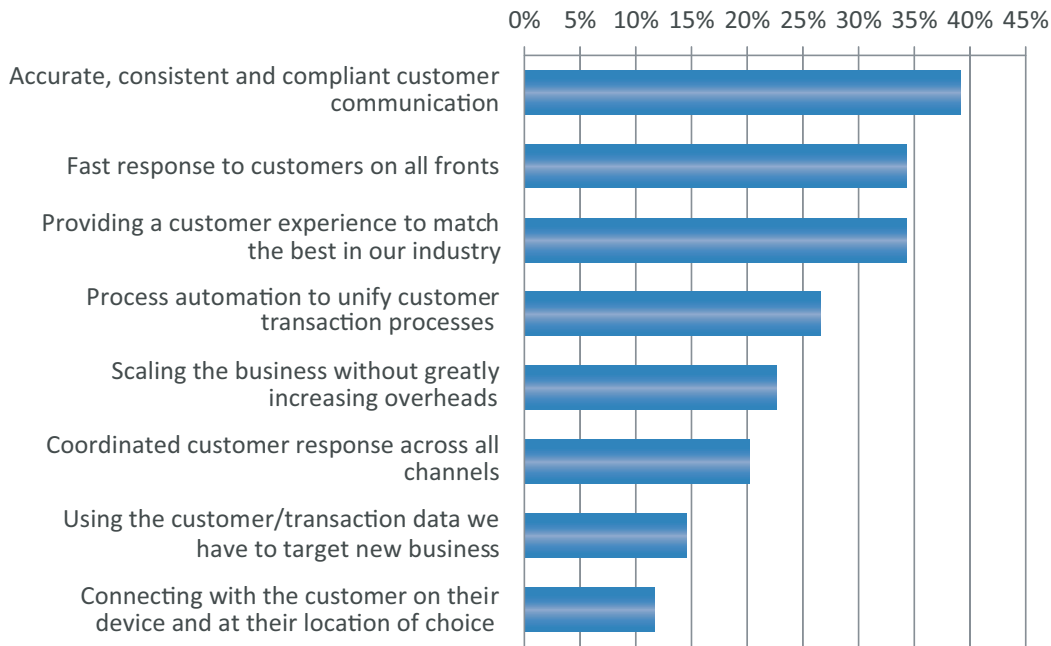 0% 5% 10% 15% 20% 25% 30% 35% 40% 45%
Accurate, consistent and compliant customer
communication
Fast response to customers on all fronts
Providing a customer experience to match
the best in our industry
Process automation to unify customer
transaction processes
Scaling the business without greatly
increasing overheads
Coordinated customer response across all
channels
Using the customer/transaction data we
have to target new business
Connecting with the customer on their
device and at their location of choice